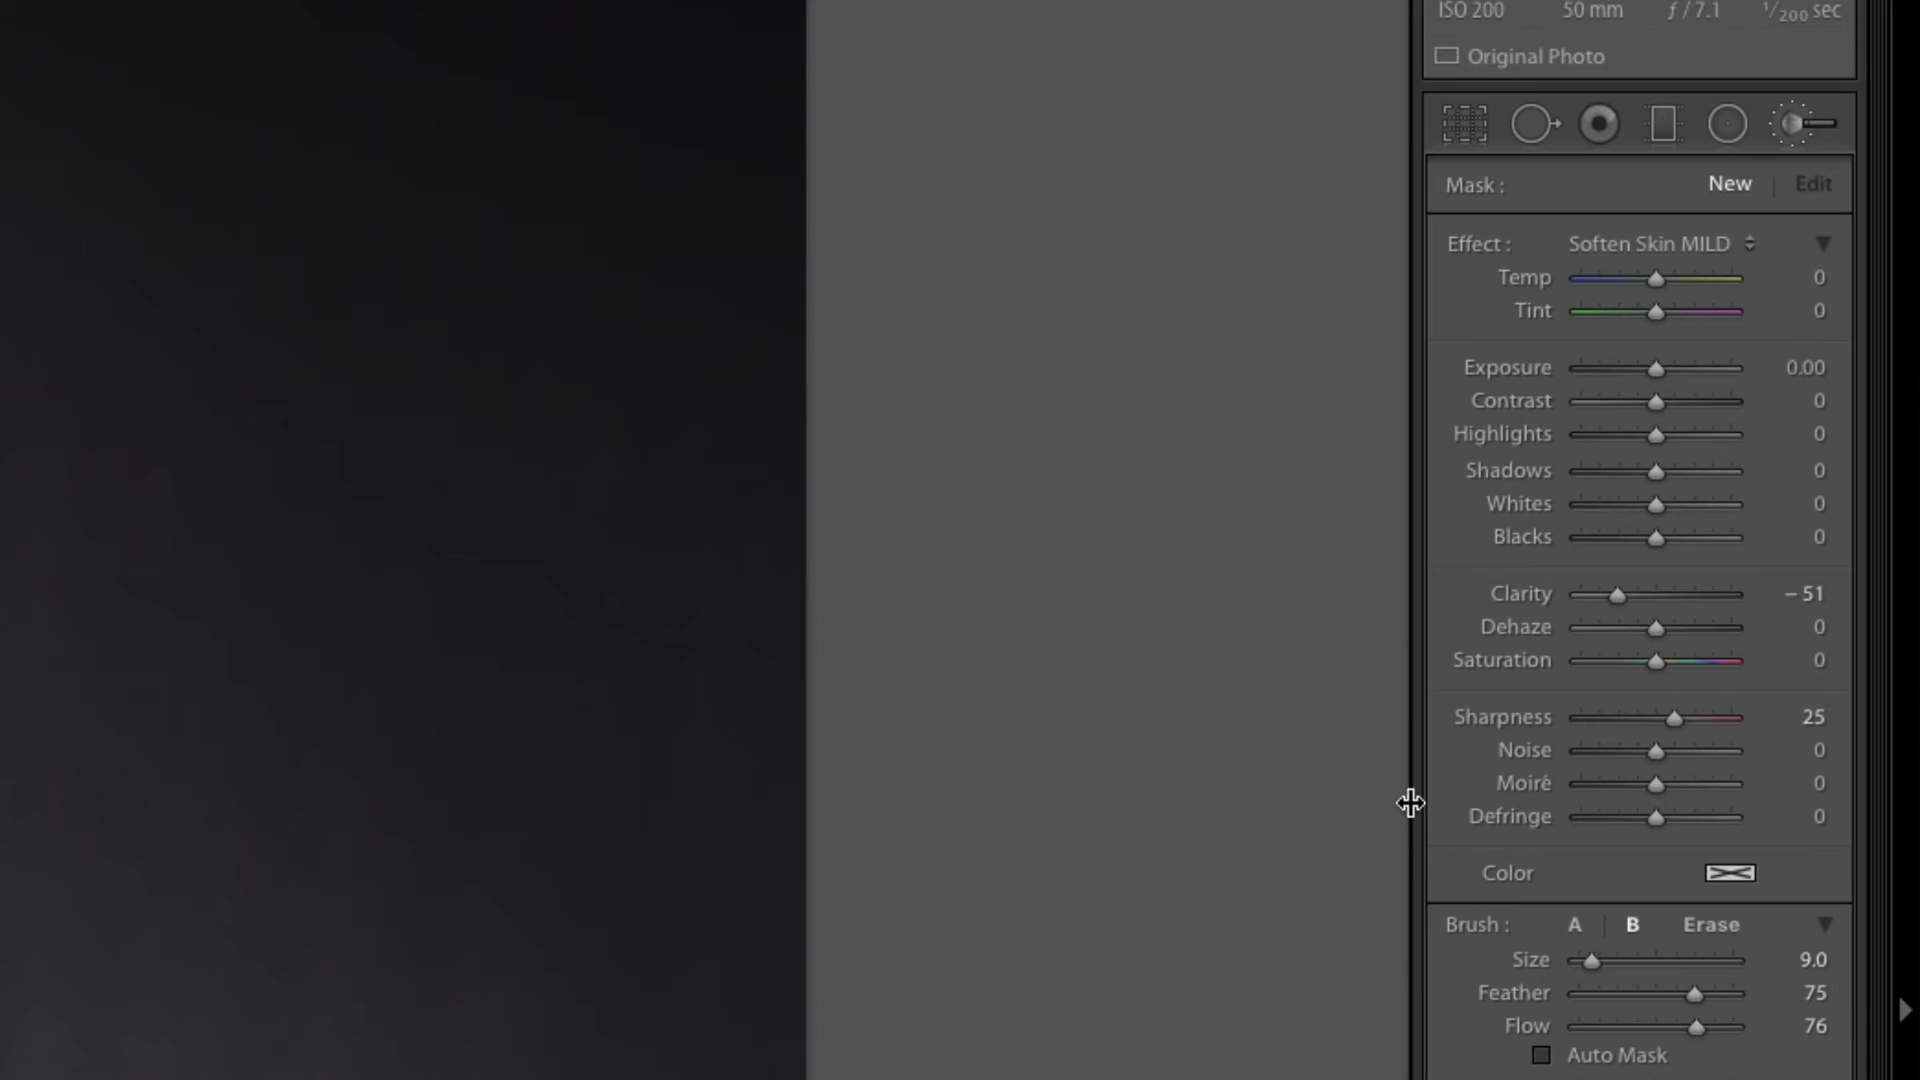 ISO 200 50 mm ƒ / 7.1 1/200 sec
Original Photo
Mask : New | Edit
Effect : Soften Skin MILD
Temp 0
Tint 0
Exposure 0.00
Contrast 0
Highlights 0
Shadows 0
Whites 0
Blacks 0
Clarity – 51
Dehaze 0
Saturation 0
Sharpness 25
Noise 0
Moiré 0
Defringe 0
Color
Brush : A | B Erase
Size 9.0
Feather 75
Flow 76
Auto Mask